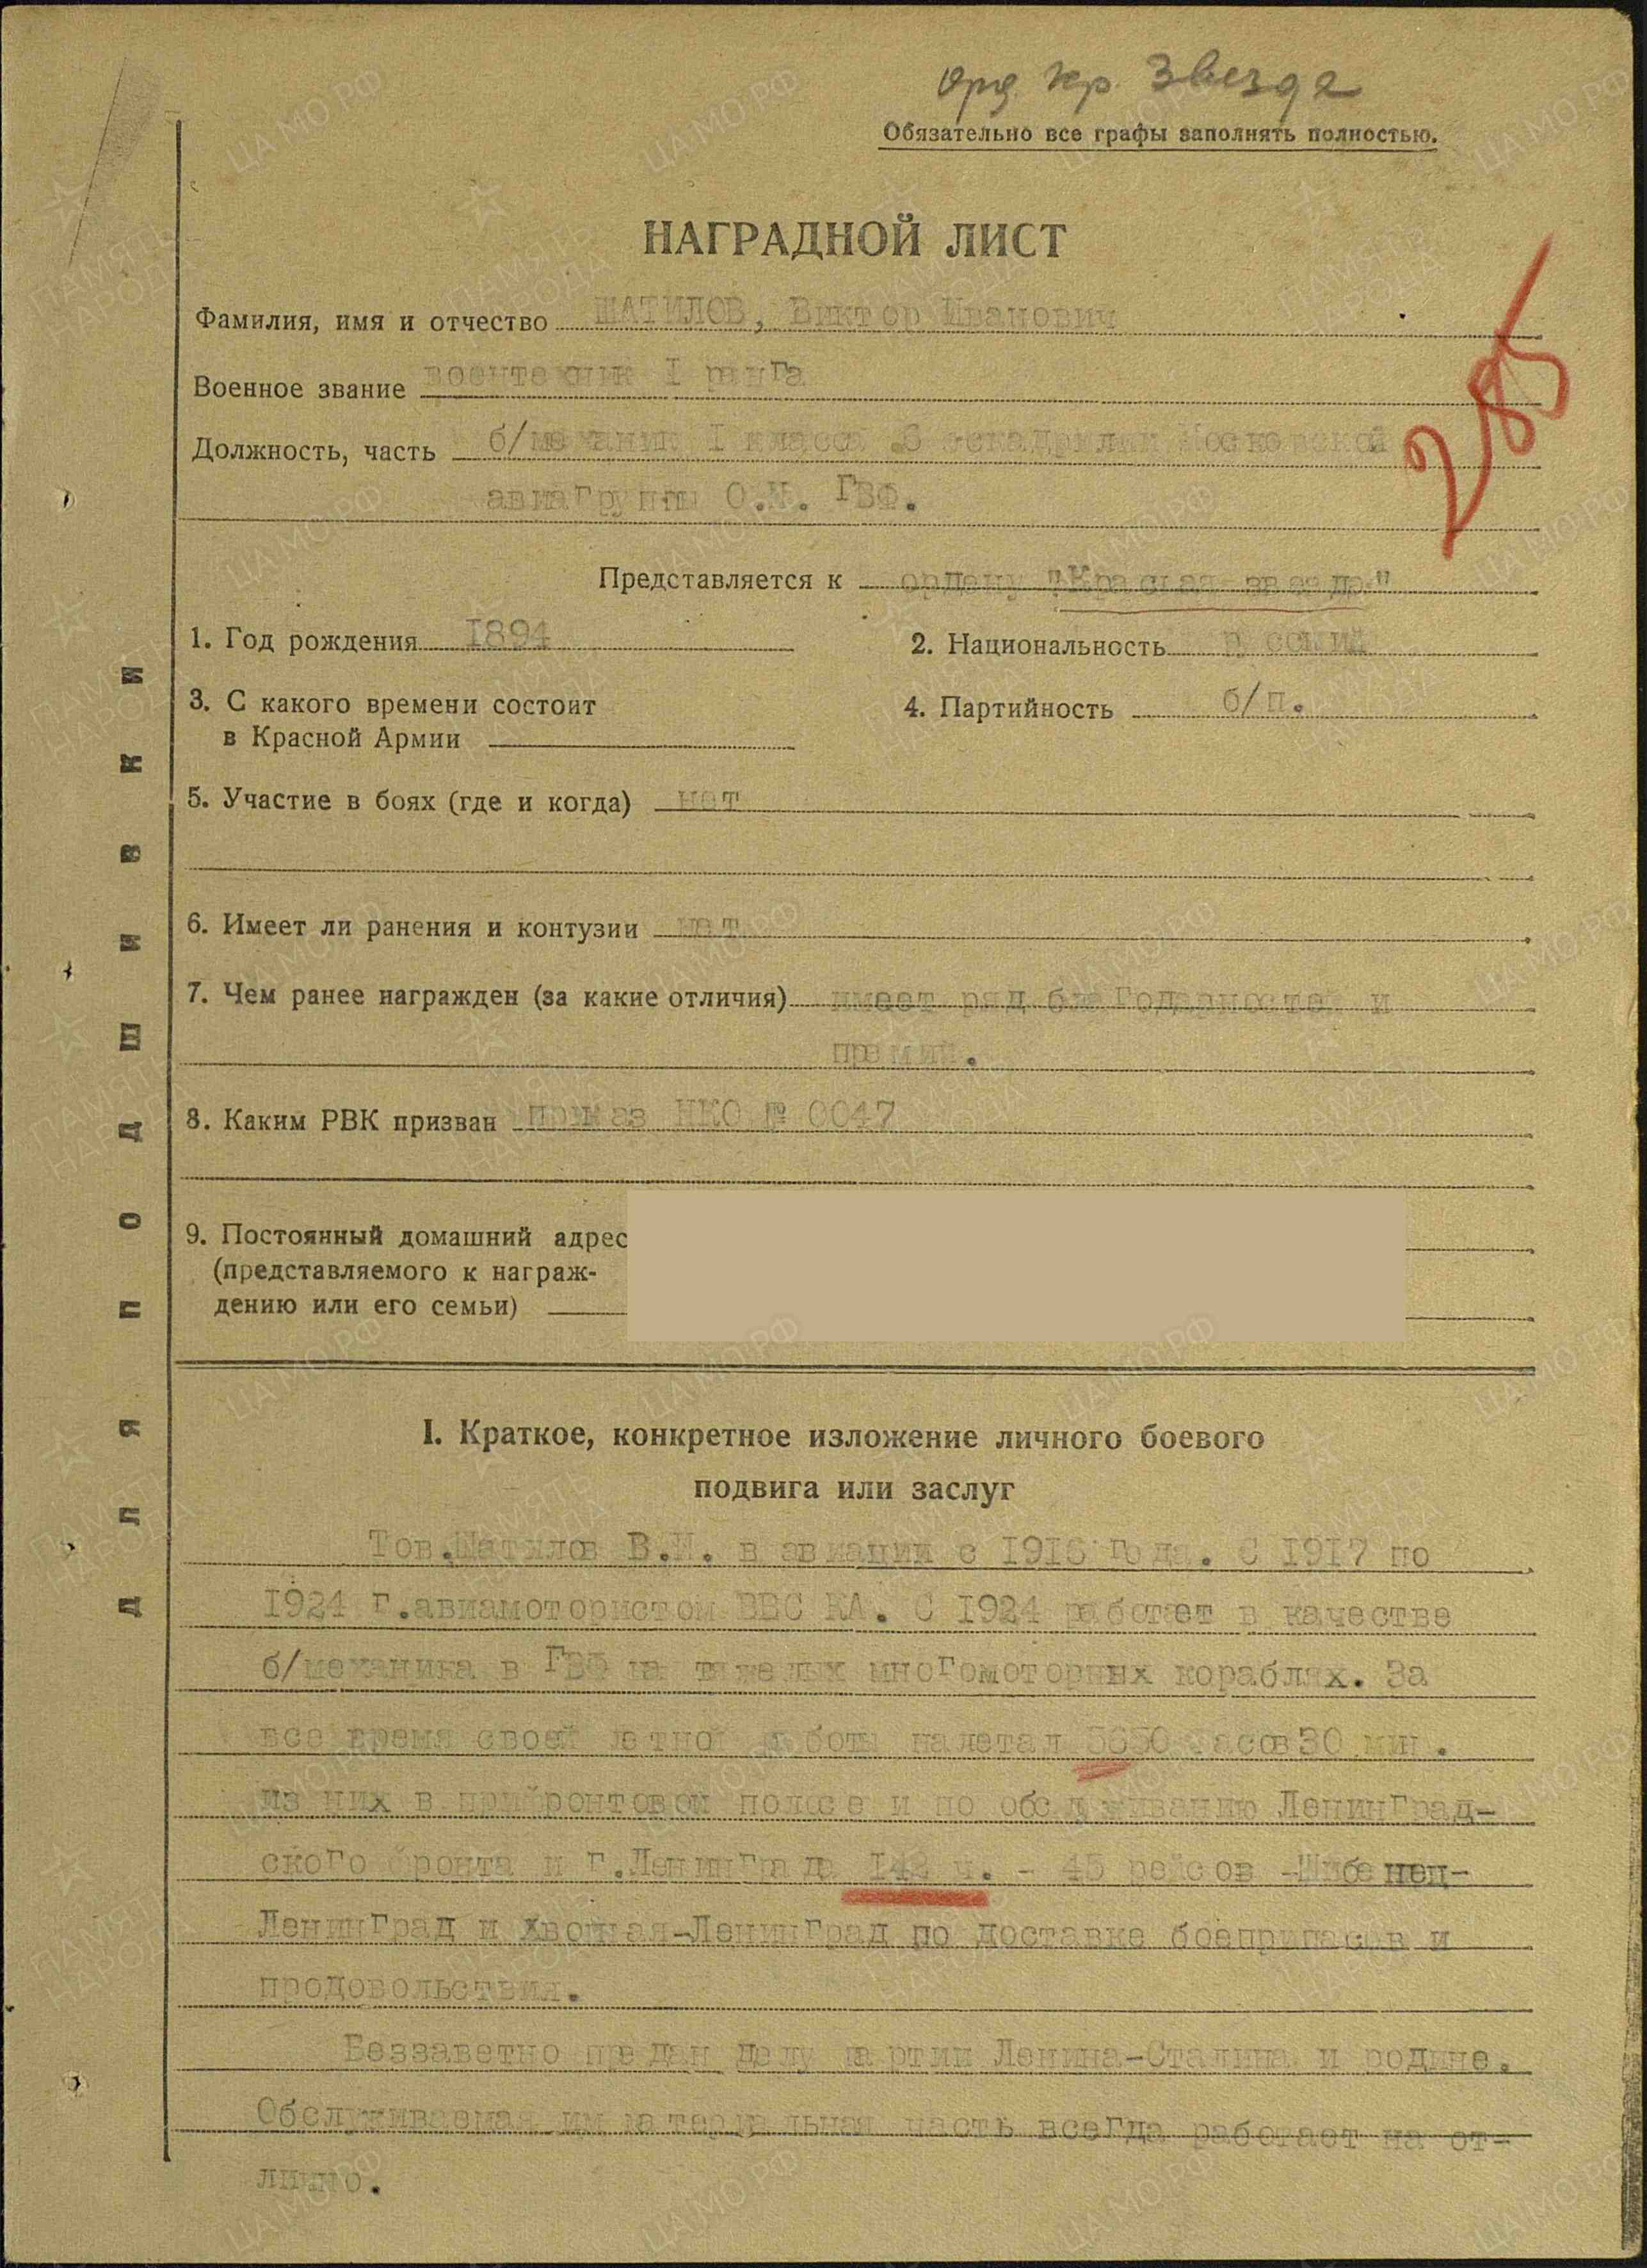 орд. кр. Звезда
Обязательно все графы заполнять полностью.
НАГРАДНОЙ ЛИСТ
285
Фамилия, имя и отчество ШАТИЛОВ, Виктор Иванович
Военное звание воентехник I ранга
Должность, часть б/механик I класса 6 эскадрильи Московской
авиагруппы О.Н. ГВФ.
Представляется к ордену "Красная звезда"
1. Год рождения 1894
2. Национальность русский
3. С какого времени состоит
в Красной Армии
4. Партийность б/п.
5. Участие в боях (где и когда) нет
6. Имеет ли ранения и контузии нет
7. Чем ранее награжден (за какие отличия) имеет ряд благодарностей и
премий.
8. Каким РВК призван приказ НКО № 0047
9. Постоянный домашний адрес
(представляемого к награж-
дению или его семьи)
I. Краткое, конкретное изложение личного боевого
подвига или заслуг
Тов.Шатилов В.И. в авиации с 1916 года. С 1917 по
1924 г.авиамотористом ВВС КА. С 1924 работает в качестве
б/механика в ГВФ на тяжелых многомоторных кораблях. За
все время своей летной работы налетал 5650 часов 30 мин.
из них в прифронтовой полосе и по обслуживанию Ленинград-
ского фронта и г.Ленинграда 142 ч. - 45 рейсов -Шибенец-
Ленинград и Хвойная-Ленинград по доставке боеприпасов и
продовольствия.
Беззаветно предан делу партии Ленина-Сталина и родине.
Обслуживаемая им материальная часть всегда работает на от-
лично.
ДЛЯ ПОДШИВКИ
ЦА МО РФ
ПАМЯТЬ НАРОДА